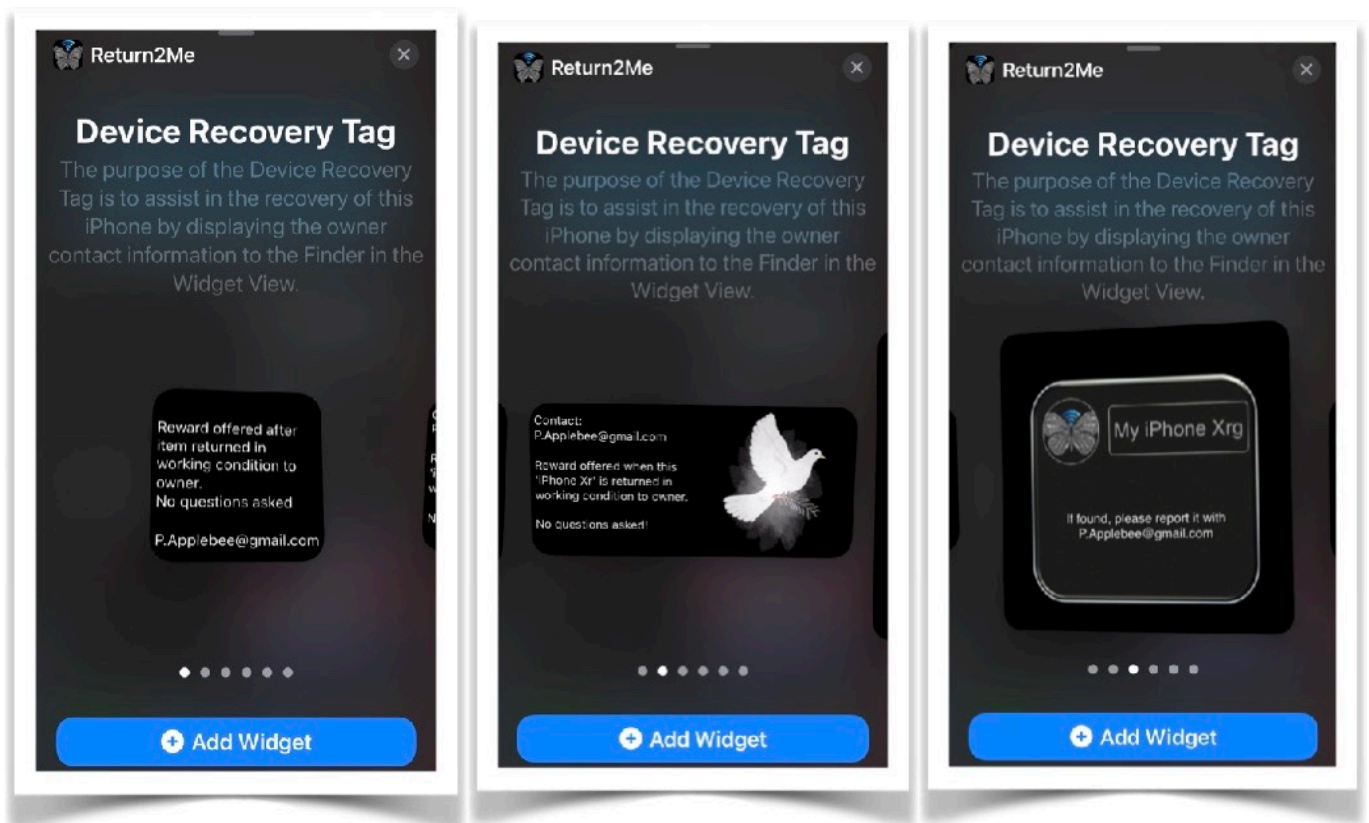 Return2Me
Device Recovery Tag
The purpose of the Device Recovery
Tag is to assist in the recovery of this
iPhone by displaying the owner
contact information to the Finder in the
Widget View.
Reward offered after
item returned in
working condition to
owner.
No questions asked
P.Applebee@gmail.com
Add Widget
Return2Me
Device Recovery Tag
The purpose of the Device Recovery
Tag is to assist in the recovery of this
iPhone by displaying the owner
contact information to the Finder in the
Widget View.
Contact:
P.Applebee@gmail.com
Reward offered when this
'iPhone Xr' is returned in
working condition to owner.
No questions asked!
Add Widget
Return2Me
Device Recovery Tag
The purpose of the Device Recovery
Tag is to assist in the recovery of this
iPhone by displaying the owner
contact information to the Finder in the
Widget View.
My iPhone Xrg
If found, please report it with
P.Applebee@gmail.com
Add Widget